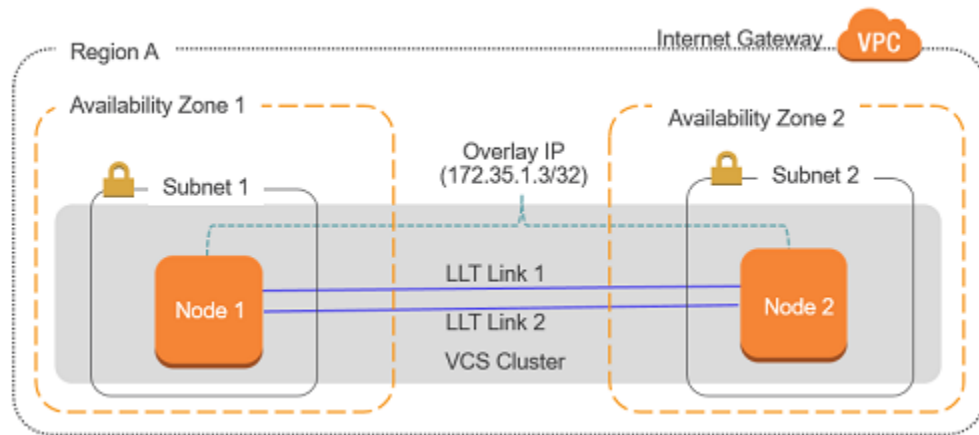 Internet Gateway
VPC
Region A
Availability Zone 1
Availability Zone 2
Overlay IP
(172.35.1.3/32)
Subnet 1
Subnet 2
LLT Link 1
Node 1
Node 2
LLT Link 2
VCS Cluster